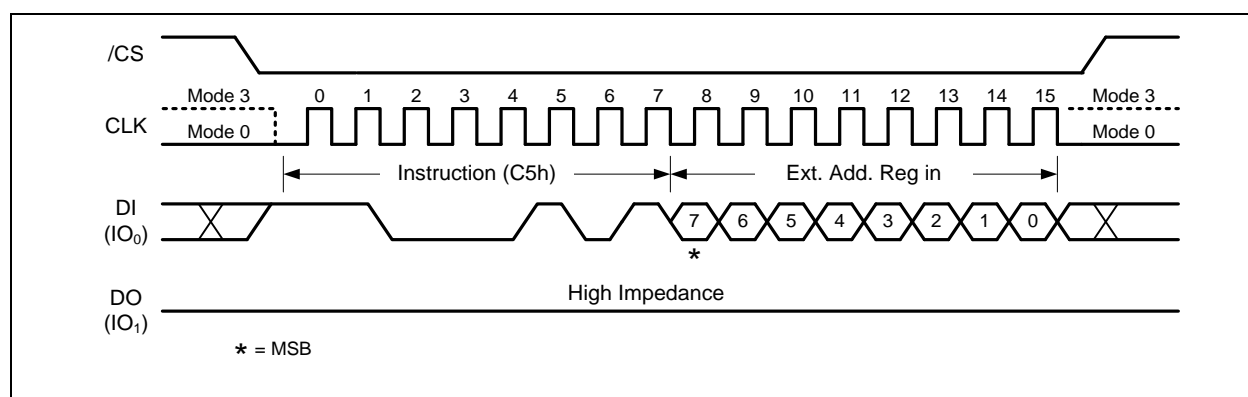 /CS
Mode 3 0 1 2 3 4 5 6 7 8 9 10 11 12 13 14 15 Mode 3
CLK
Mode 0 Mode 0
Instruction (C5h) Ext. Add. Reg in
DI
(IO₀)
7 6 5 4 3 2 1 0
*
DO
(IO₁)
High Impedance
* = MSB